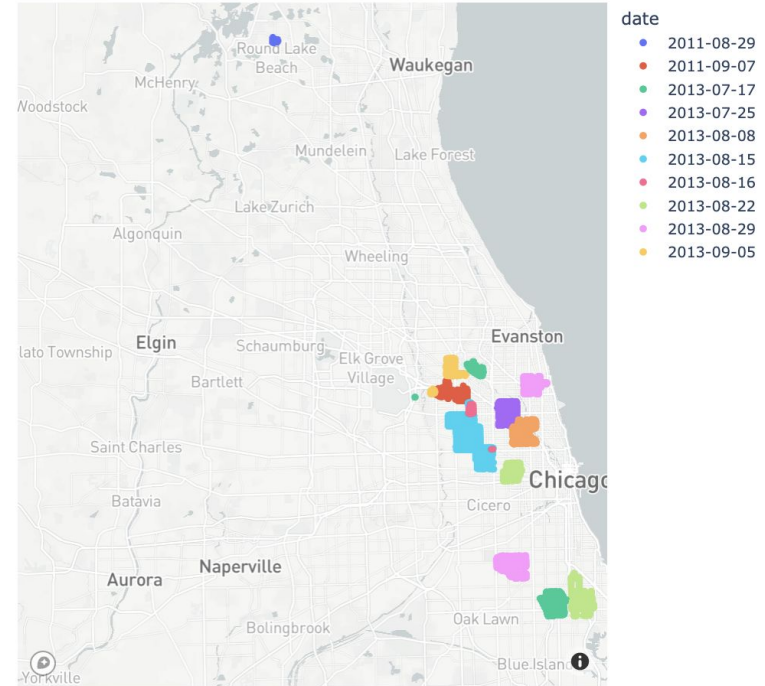 date
2011-08-29
2011-09-07
2013-07-17
2013-07-25
2013-08-08
2013-08-15
2013-08-16
2013-08-22
2013-08-29
2013-09-05
Round Lake
Beach
Waukegan
McHenry
Woodstock
Mundelein
Lake Forest
Lake Zurich
Algonquin
Wheeling
Evanston
lato Township
Elgin
Schaumburg
Elk Grove
Village
Bartlett
Saint Charles
Chicago
Batavia
Cicero
Naperville
Aurora
Oak Lawn
Bolingbrook
Blue Island
Yorkville